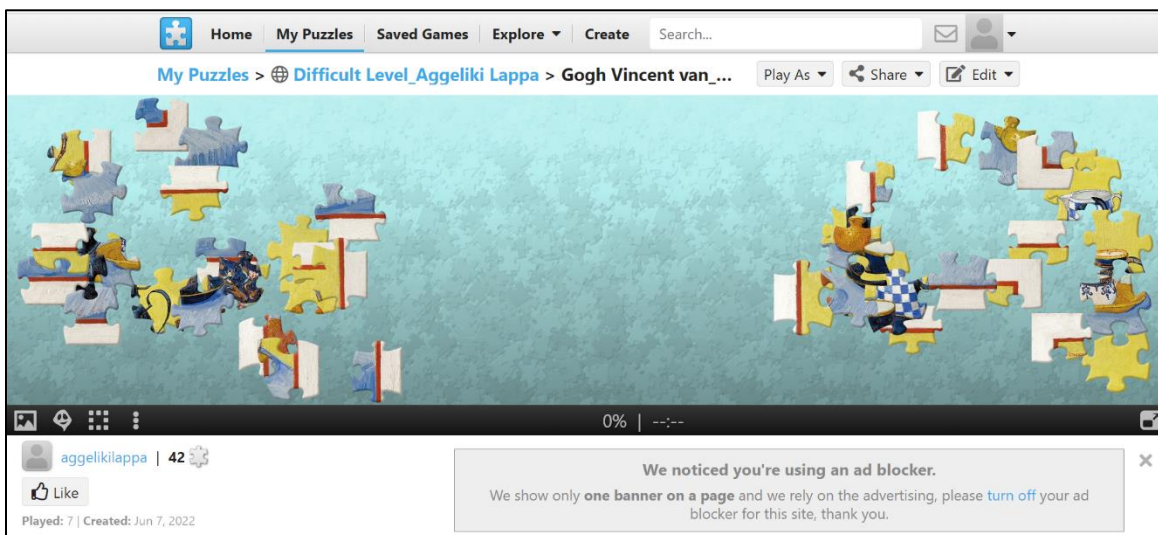 Home My Puzzles Saved Games Explore Create Search...
My Puzzles > Difficult Level_Aggeliki Lappa > Gogh Vincent van_... Play As Share Edit
0% | --:--
aggelikilappa | 42
Like
Played: 7 | Created: Jun 7, 2022
We noticed you're using an ad blocker.
We show only one banner on a page and we rely on the advertising, please turn off your ad
blocker for this site, thank you.